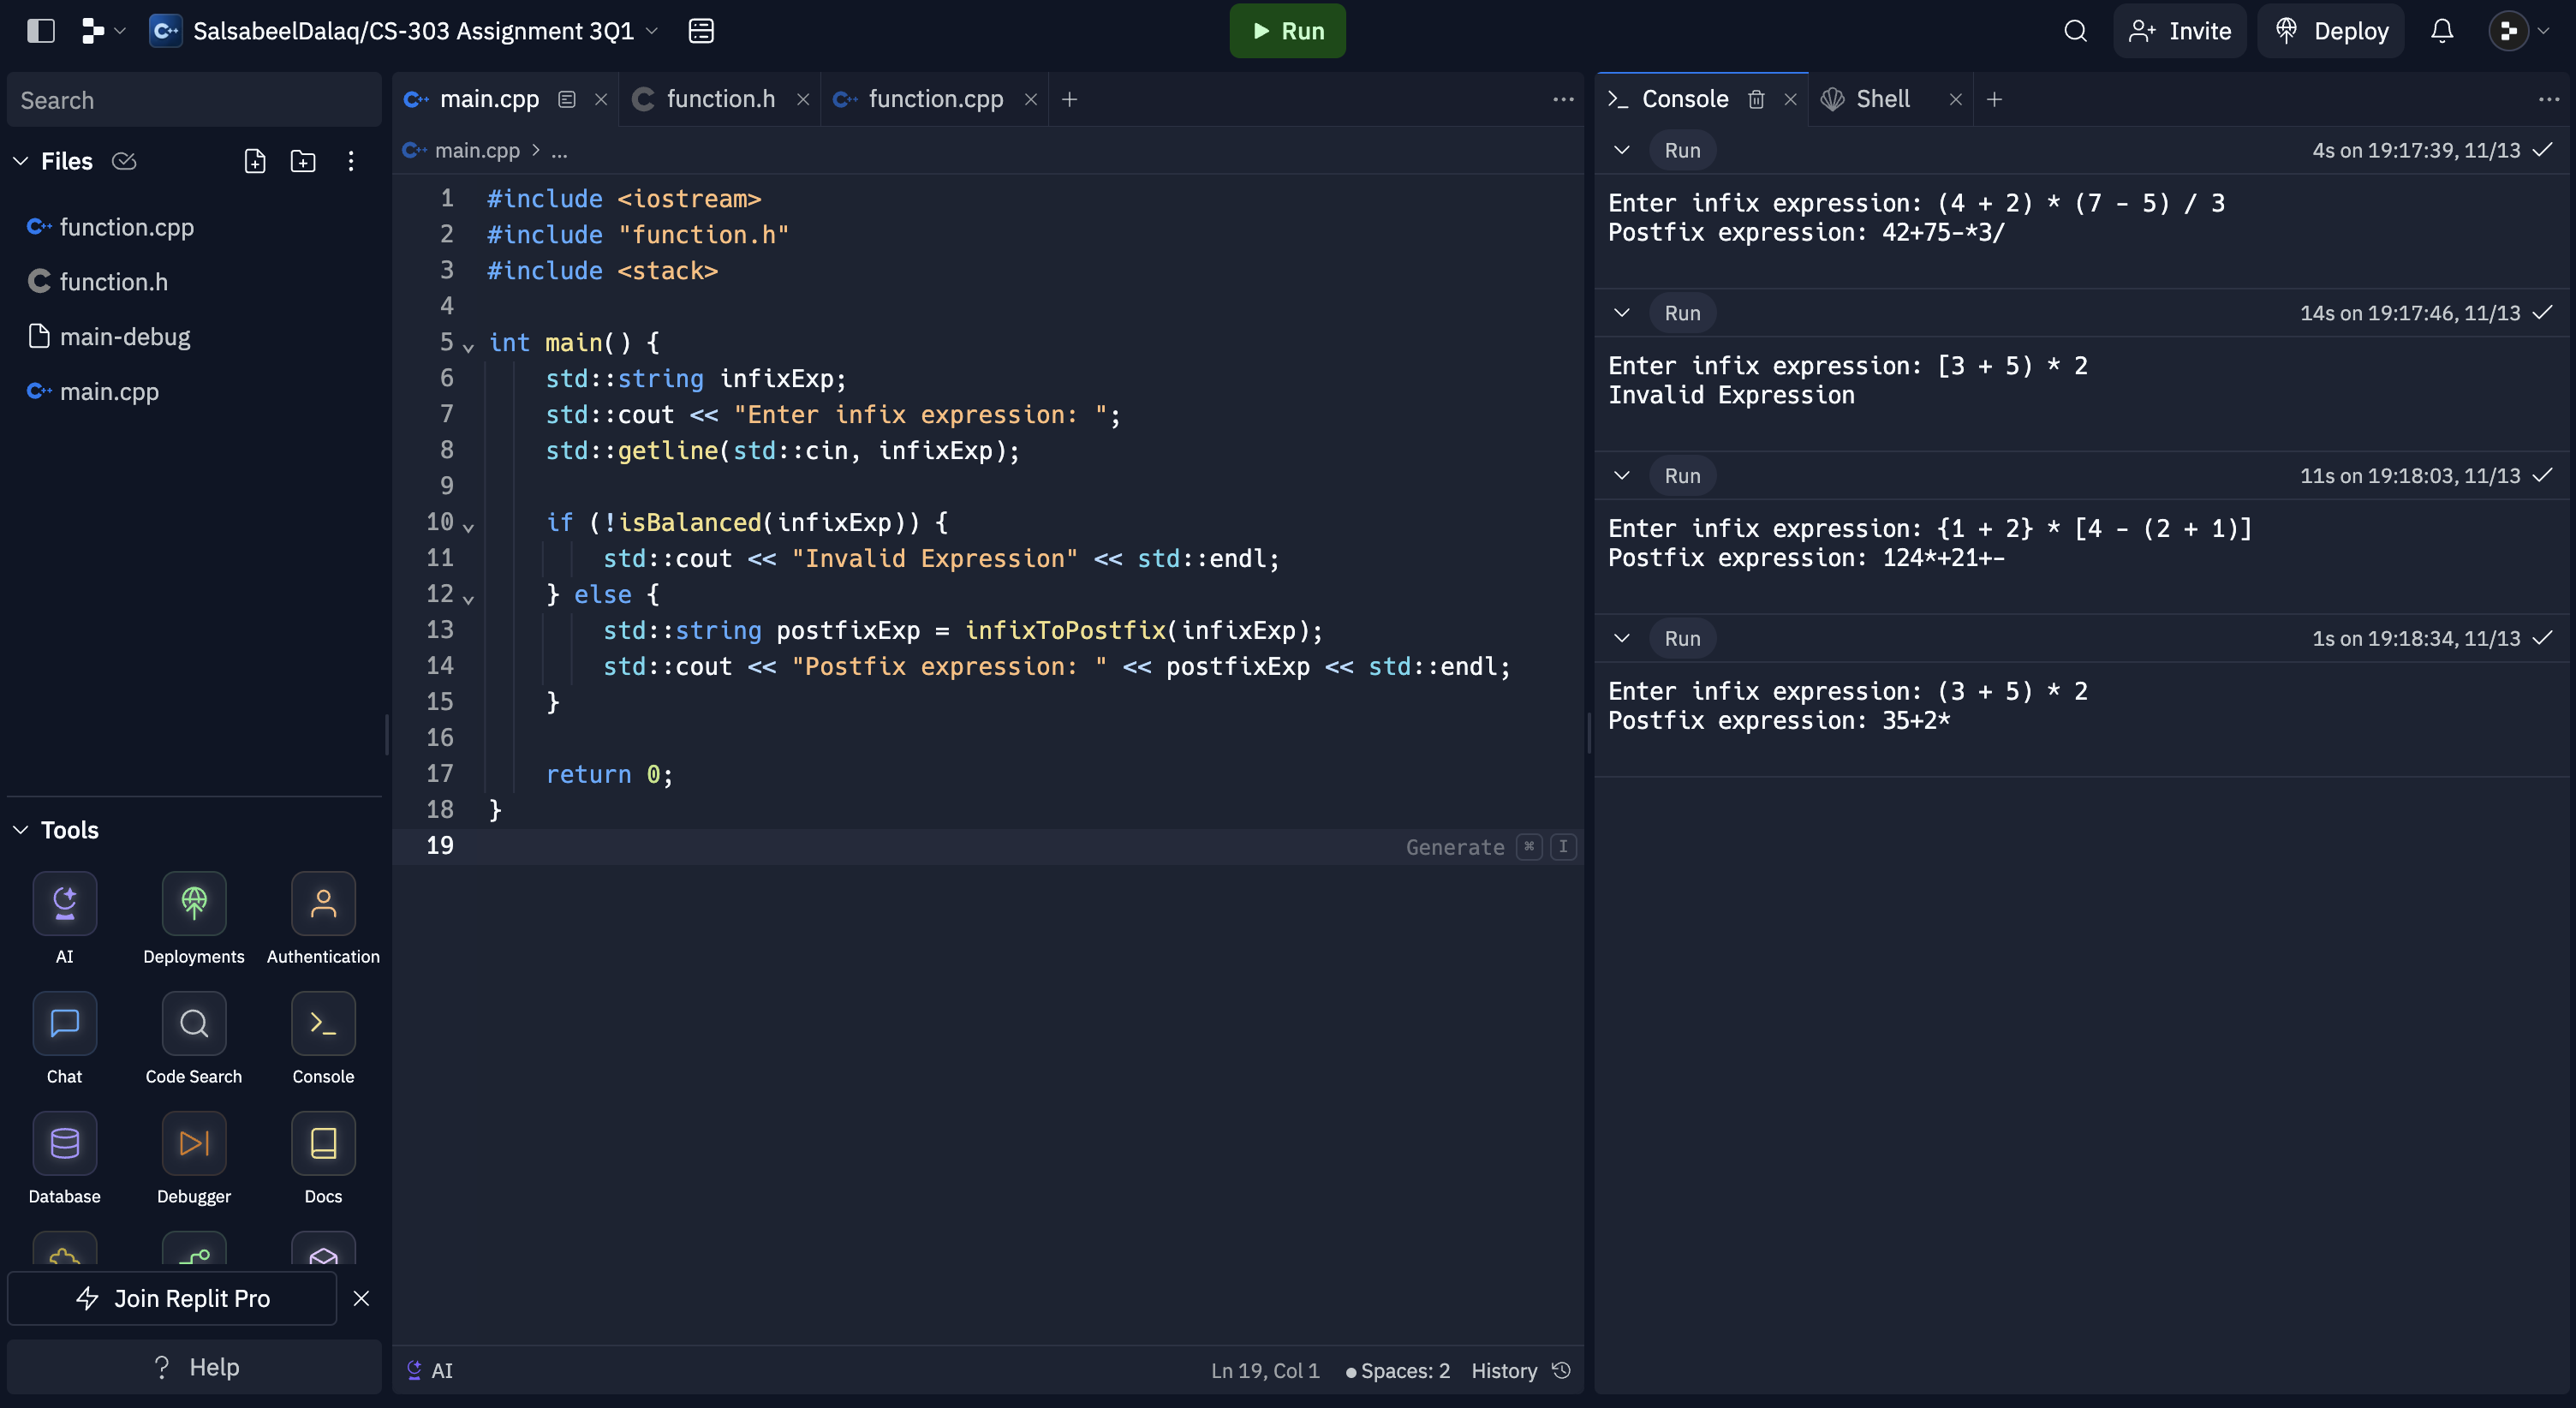 SalsabeelDalaq/CS-303 Assignment 3Q1
Run
Invite
Deploy
Search
Files
function.cpp
function.h
main-debug
main.cpp
Tools
AI
Deployments
Authentication
Chat
Code Search
Console
Database
Debugger
Docs
Join Replit Pro
? Help
main.cpp
function.h
function.cpp
main.cpp > ...
1 #include <iostream>
2 #include "function.h"
3 #include <stack>
4
5 int main() {
6 std::string infixExp;
7 std::cout << "Enter infix expression: ";
8 std::getline(std::cin, infixExp);
9
10 if (!isBalanced(infixExp)) {
11 std::cout << "Invalid Expression" << std::endl;
12 } else {
13 std::string postfixExp = infixToPostfix(infixExp);
14 std::cout << "Postfix expression: " << postfixExp << std::endl;
15 }
16
17 return 0;
18 }
19
Generate ⌘ I
AI
Ln 19, Col 1
Spaces: 2
History
Console
Shell
Run 4s on 19:17:39, 11/13
Enter infix expression: (4 + 2) * (7 - 5) / 3
Postfix expression: 42+75-*3/
Run 14s on 19:17:46, 11/13
Enter infix expression: [3 + 5) * 2
Invalid Expression
Run 11s on 19:18:03, 11/13
Enter infix expression: {1 + 2} * [4 - (2 + 1)]
Postfix expression: 124*+21+-
Run 1s on 19:18:34, 11/13
Enter infix expression: (3 + 5) * 2
Postfix expression: 35+2*